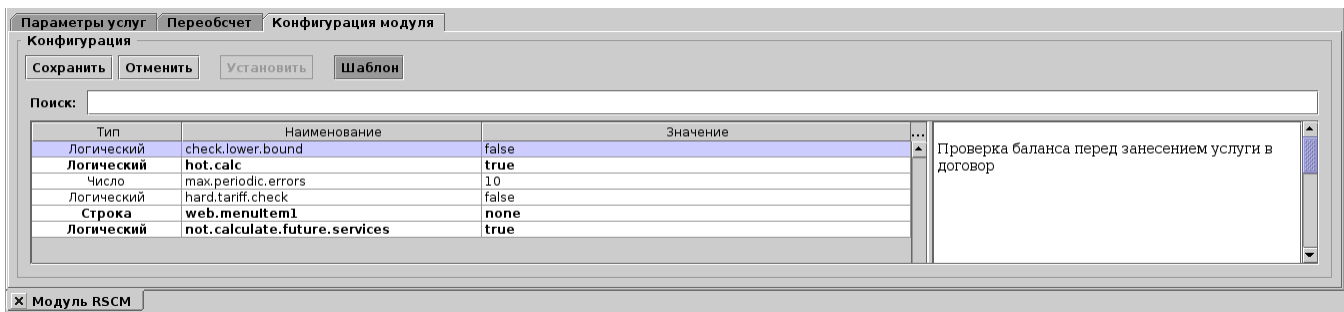 Параметры услуг Переобсчет Конфигурация модуля
Конфигурация
Сохранить Отменить Установить Шаблон
Поиск:
Тип Наименование Значение ...
Логический check.lower.bound false
Логический hot.calc true
Число max.periodic.errors 10
Логический hard.tariff.check false
Строка web.menuItem1 none
Логический not.calculate.future.services true
Проверка баланса перед занесением услуги в
договор
Модуль RSCM